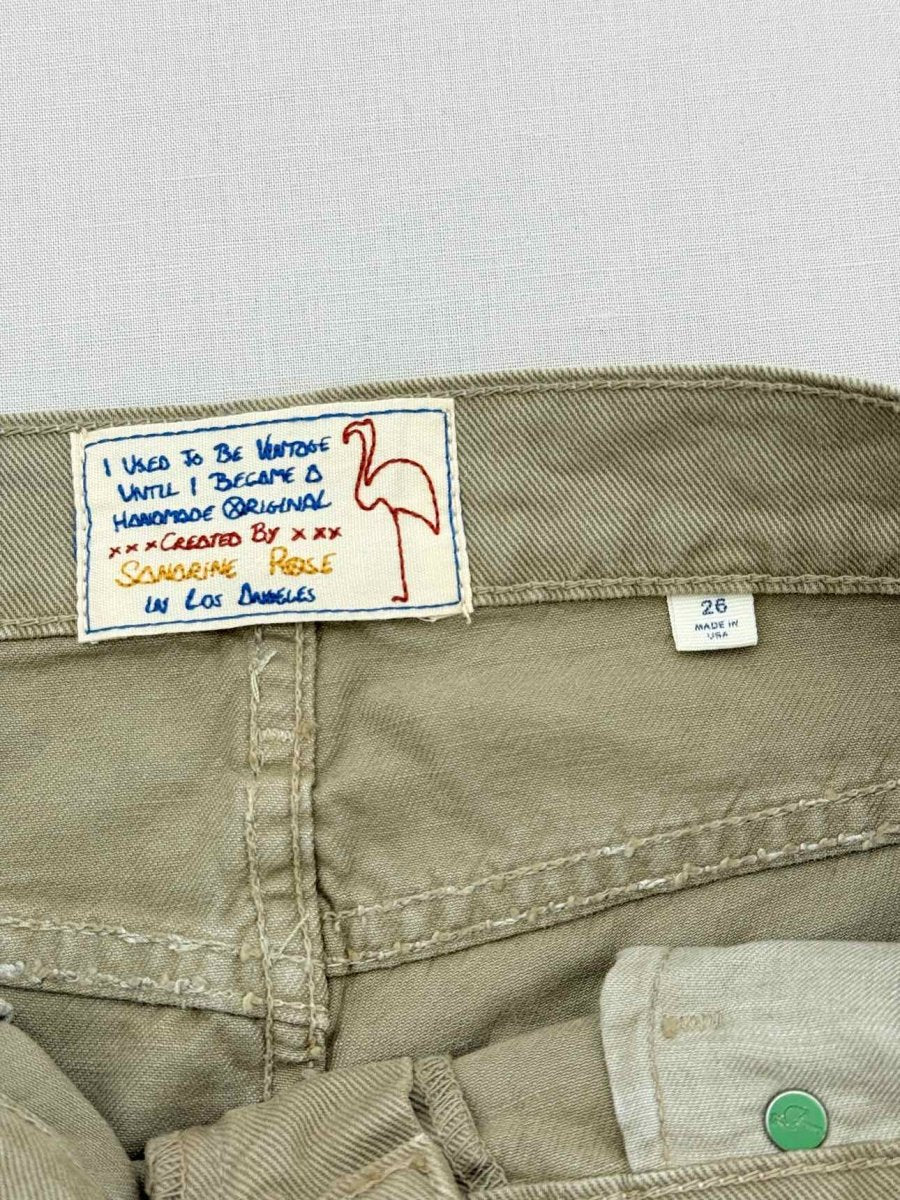 I USED TO BE VINTAGE
UNTIL I BECAME A
HANDMADE ORIGINAL
xxx CREATED BY xxx
SANDRINE ROSE
IN LOS ANGELES
26
MADE IN
USA